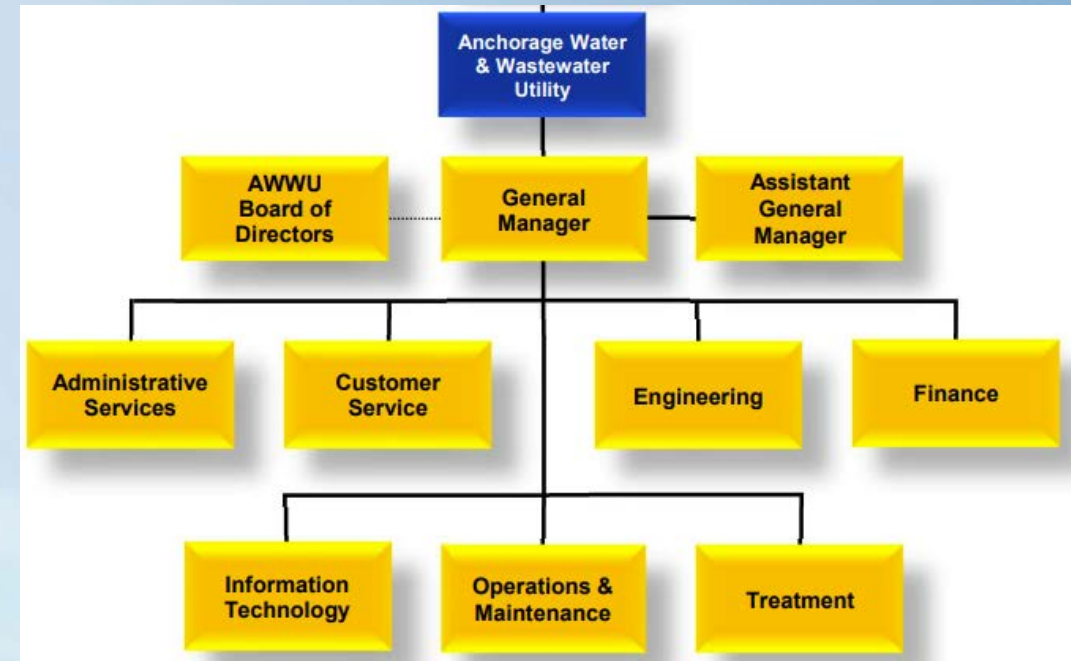 Anchorage Water
& Wastewater
Utility
AWWU
Board of
Directors
General
Manager
Assistant
General
Manager
Administrative
Services
Customer
Service
Engineering
Finance
Information
Technology
Operations &
Maintenance
Treatment